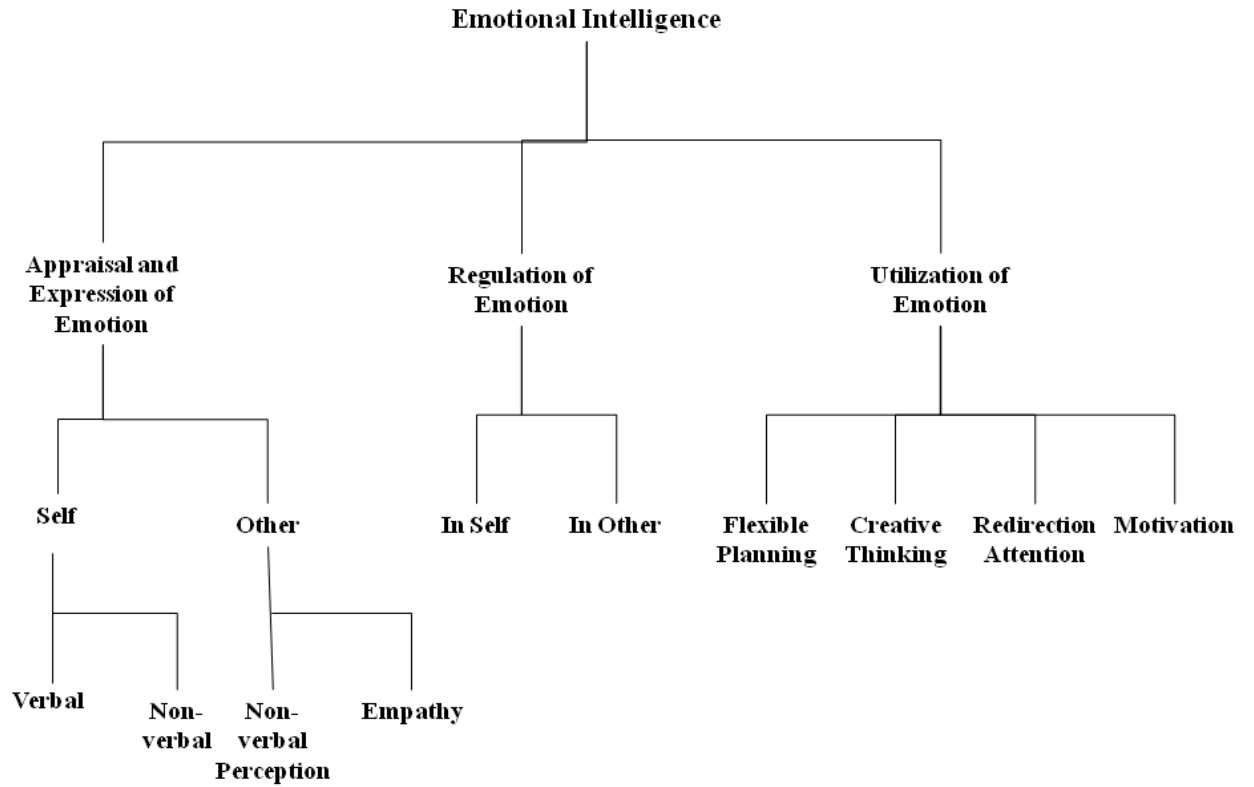 Emotional Intelligence
Appraisal and
Expression of
Emotion
Regulation of
Emotion
Utilization of
Emotion
Self
Other
In Self
In Other
Flexible
Planning
Creative
Thinking
Redirection
Attention
Motivation
Verbal
Non-
verbal
Non-
verbal
Perception
Empathy